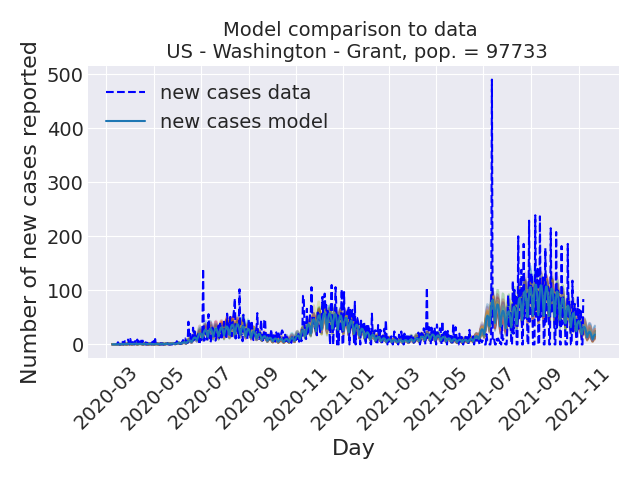 Model comparison to data
US - Washington - Grant, pop. = 97733
Number of new cases reported
500
400
300
200
100
0
new cases data
new cases model
2020-03
2020-05
2020-07
2020-09
2020-11
2021-01
2021-03
2021-05
2021-07
2021-09
2021-11
Day